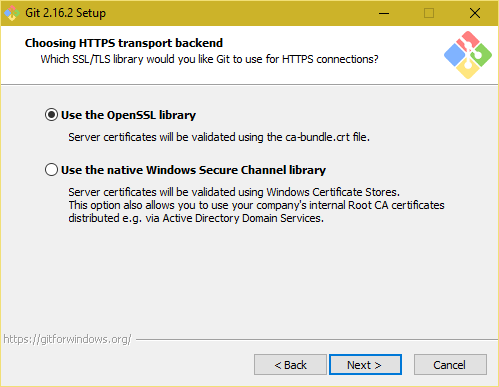 Git 2.16.2 Setup
Choosing HTTPS transport backend
Which SSL/TLS library would you like Git to use for HTTPS connections?
Use the OpenSSL library
Server certificates will be validated using the ca-bundle.crt file.
Use the native Windows Secure Channel library
Server certificates will be validated using Windows Certificate Stores.
This option also allows you to use your company's internal Root CA certificates
distributed e.g. via Active Directory Domain Services.
https://gitforwindows.org/
< Back
Next >
Cancel